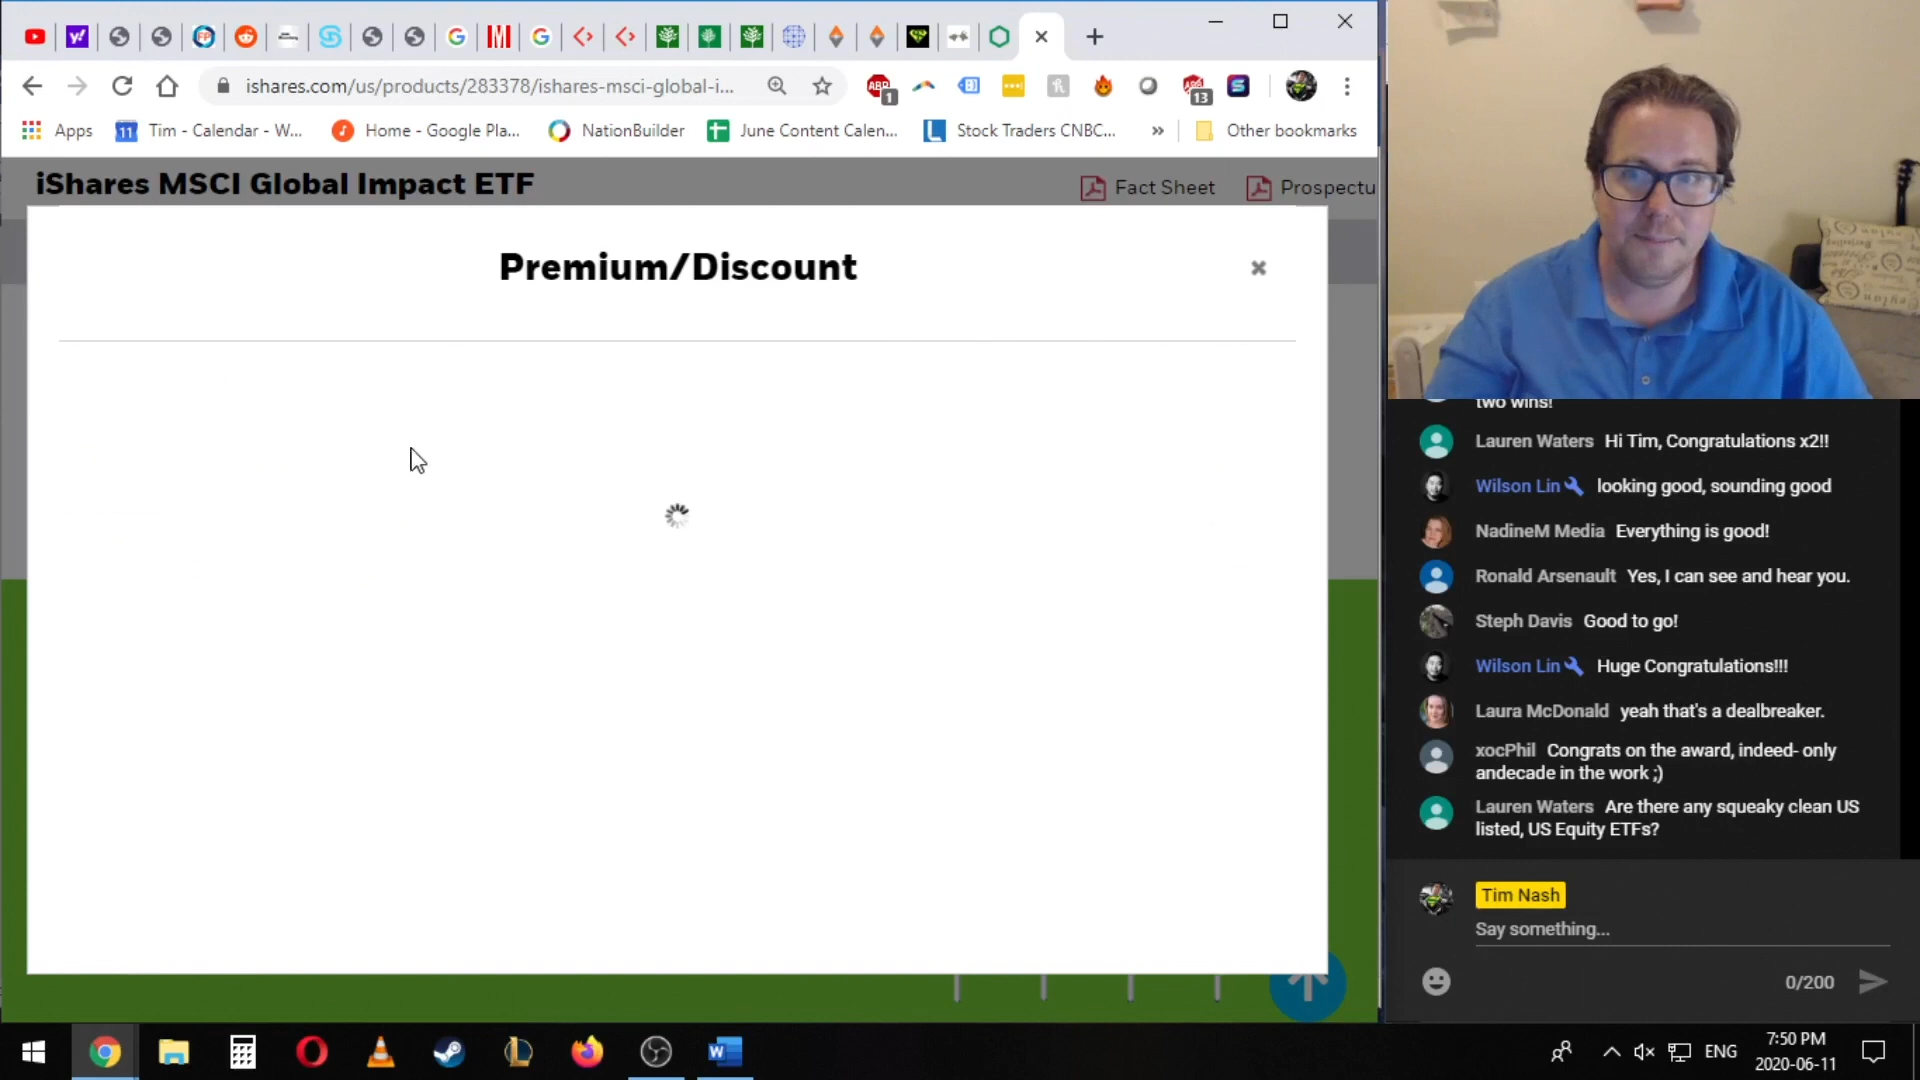 ishares.com/us/products/283378/ishares-msci-global-i...
ABP
1
13
Apps
11
Tim - Calendar - W...
Home - Google Pla...
NationBuilder
June Content Calen...
Stock Traders CNBC...
»
Other bookmarks
iShares MSCI Global Impact ETF
Fact Sheet
Prospectu
Premium/Discount
two wins!
Lauren Waters Hi Tim, Congratulations x2!!
Wilson Lin looking good, sounding good
NadineM Media Everything is good!
Ronald Arsenault Yes, I can see and hear you.
Steph Davis Good to go!
Wilson Lin Huge Congratulations!!!
Laura McDonald yeah that's a dealbreaker.
xocPhil Congrats on the award, indeed- only
andecade in the work ;)
Lauren Waters Are there any squeaky clean US
listed, US Equity ETFs?
Tim Nash
Say something...
0/200
ENG
7:50 PM
2020-06-11